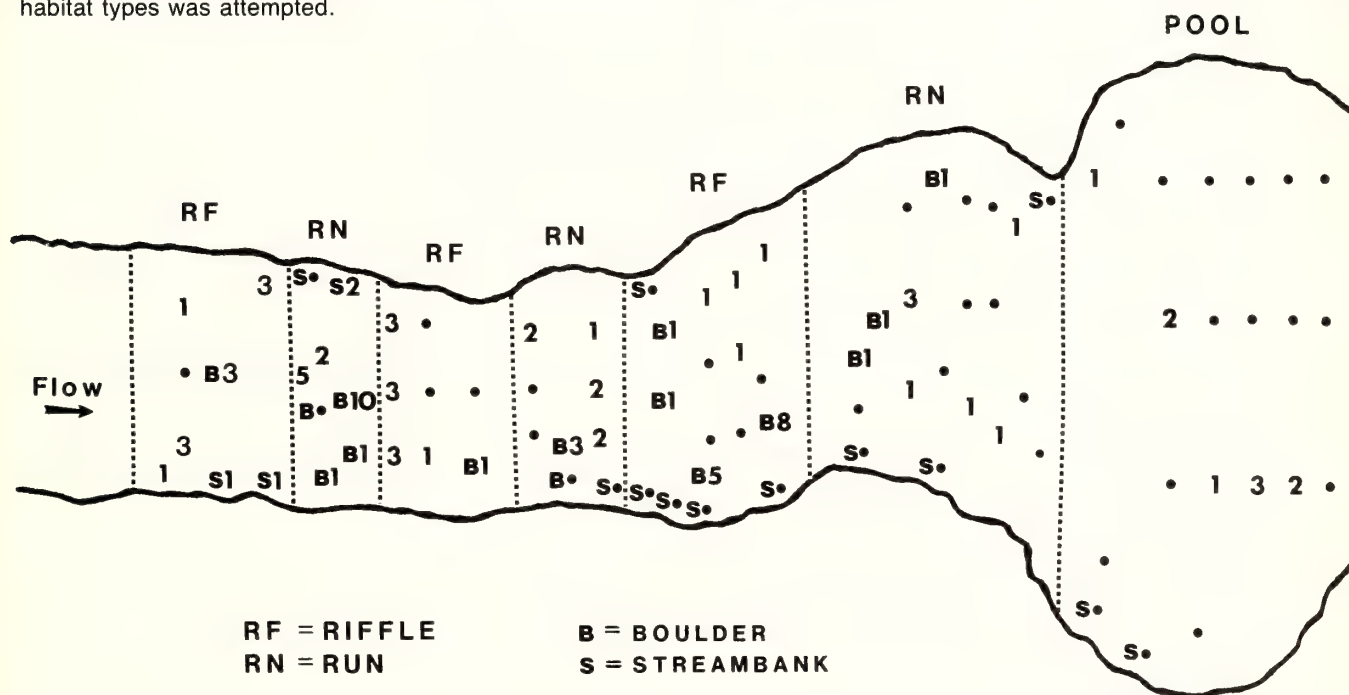 habitat types was attempted.
POOL
RN
RF
RF
RN
RF
RN
Flow
1
3
• B3
3
1
S1
S1
S•
S2
2
5
B•
B10
B1
B1
3 •
3 • •
3 1 B1
2 1
• 2
• B3 2
B•
S•
S•
1
1
1
B1
• 1
•
B1
B8
• •
B5
S• S• S•
S•
B1
• • •
S•
1
3 • •
B1
B1
•
1
• 1 •
1
•
S•
S•
•
1 • • • • •
2 • • • •
• 1 3 2 •
•
S•
•
S•
RF = RIFFLE
RN = RUN
B = BOULDER
S = STREAMBANK